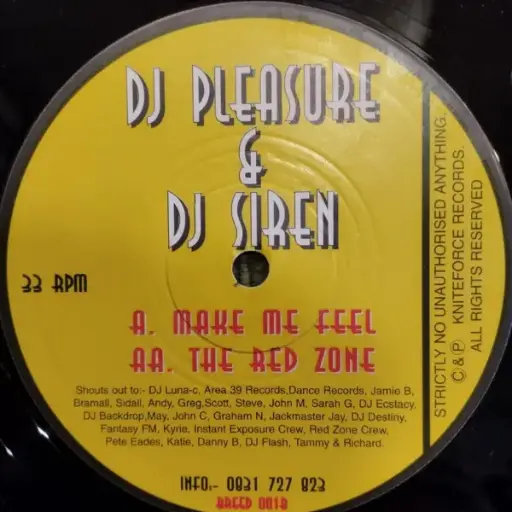 DJ PLEASURE
&
DJ SIREN
33 RPM
A. MAKE ME FEEL
AA. THE RED ZONE
Shouts out to:- DJ Luna-c, Area 39 Records,Dance Records, Jamie B,
Bramall, Sidall, Andy, Greg,Scott, Steve, John M, Sarah G, DJ Ecstacy,
DJ Backdrop,May, John C, Graham N, Jackmaster Jay, DJ Destiny,
Fantasy FM, Kyrie, Instant Exposure Crew, Red Zone Crew,
Pete Eades, Katie, Danny B, DJ Flash, Tammy & Richard.
INFO:- 0831 727 823
BREED 001B
STRICTLY NO UNAUTHORISED ANYTHING.
© & ℗ KNITEFORCE RECORDS.
ALL RIGHTS RESERVED